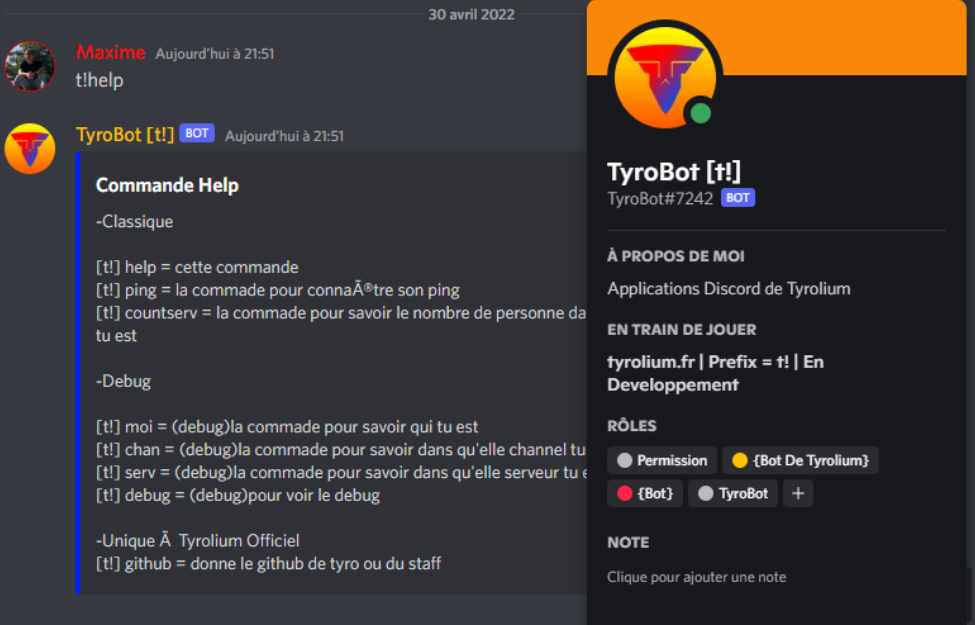 30 avril 2022
Maxime Aujourd'hui à 21:51
t!help
TyroBot [t!] BOT Aujourd'hui à 21:51
Commande Help
-Classique
[t!] help = cette commande
[t!] ping = la commade pour connaÃ®tre son ping
[t!] countserv = la commade pour savoir le nombre de personne da
tu est
-Debug
[t!] moi = (debug)la commade pour savoir qui tu est
[t!] chan = (debug)la commade pour savoir dans qu'elle channel tu
[t!] serv = (debug)la commade pour savoir dans qu'elle serveur tu e
[t!] debug = (debug)pour voir le debug
-Unique Ã  Tyrolium Officiel
[t!] github = donne le github de tyro ou du staff
TyroBot [t!]
TyroBot#7242 BOT
À PROPOS DE MOI
Applications Discord de Tyrolium
EN TRAIN DE JOUER
tyrolium.fr | Prefix = t! | En
Developpement
RÔLES
Permission {Bot De Tyrolium}
{Bot} TyroBot +
NOTE
Clique pour ajouter une note